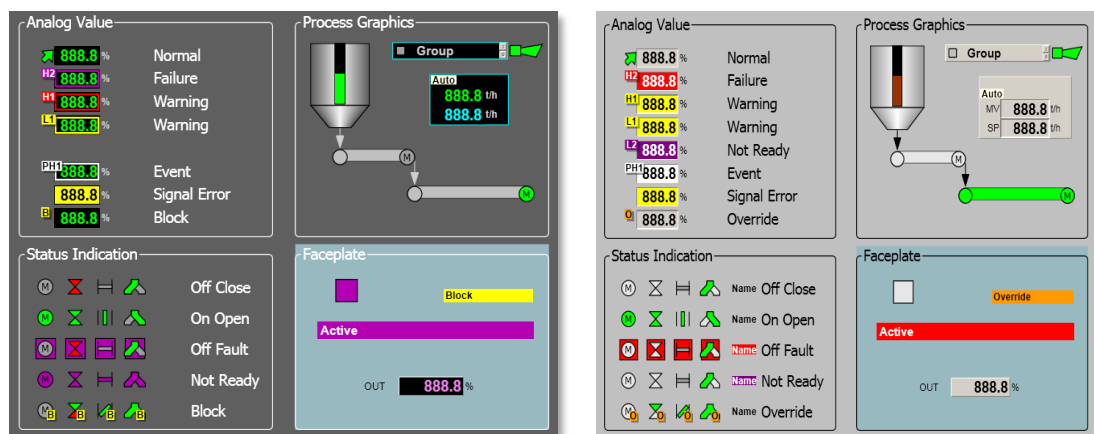 Analog Value
888.8 % Normal
H2 888.8 % Failure
H1 888.8 % Warning
L1 888.8 % Warning
PH1 888.8 % Event
888.8 % Signal Error
B 888.8 % Block
Process Graphics
Group
Auto
888.8 t/h
888.8 t/h
M
M
Status Indication
M Off Close
M On Open
M Off Fault
M Not Ready
M B B B B Block
Faceplate
Block
Active
OUT 888.8 %
Analog Value
888.8 % Normal
H2 888.8 % Failure
H1 888.8 % Warning
L1 888.8 % Warning
L2 888.8 % Not Ready
PH1 888.8 % Event
888.8 % Signal Error
O 888.8 % Override
Process Graphics
Group
Auto
MV 888.8 t/h
SP 888.8 t/h
M
M
Status Indication
M Name Off Close
M Name On Open
M Name Off Fault
M Name Not Ready
M O O O O Name Override
Faceplate
Override
Active
OUT 888.8 %